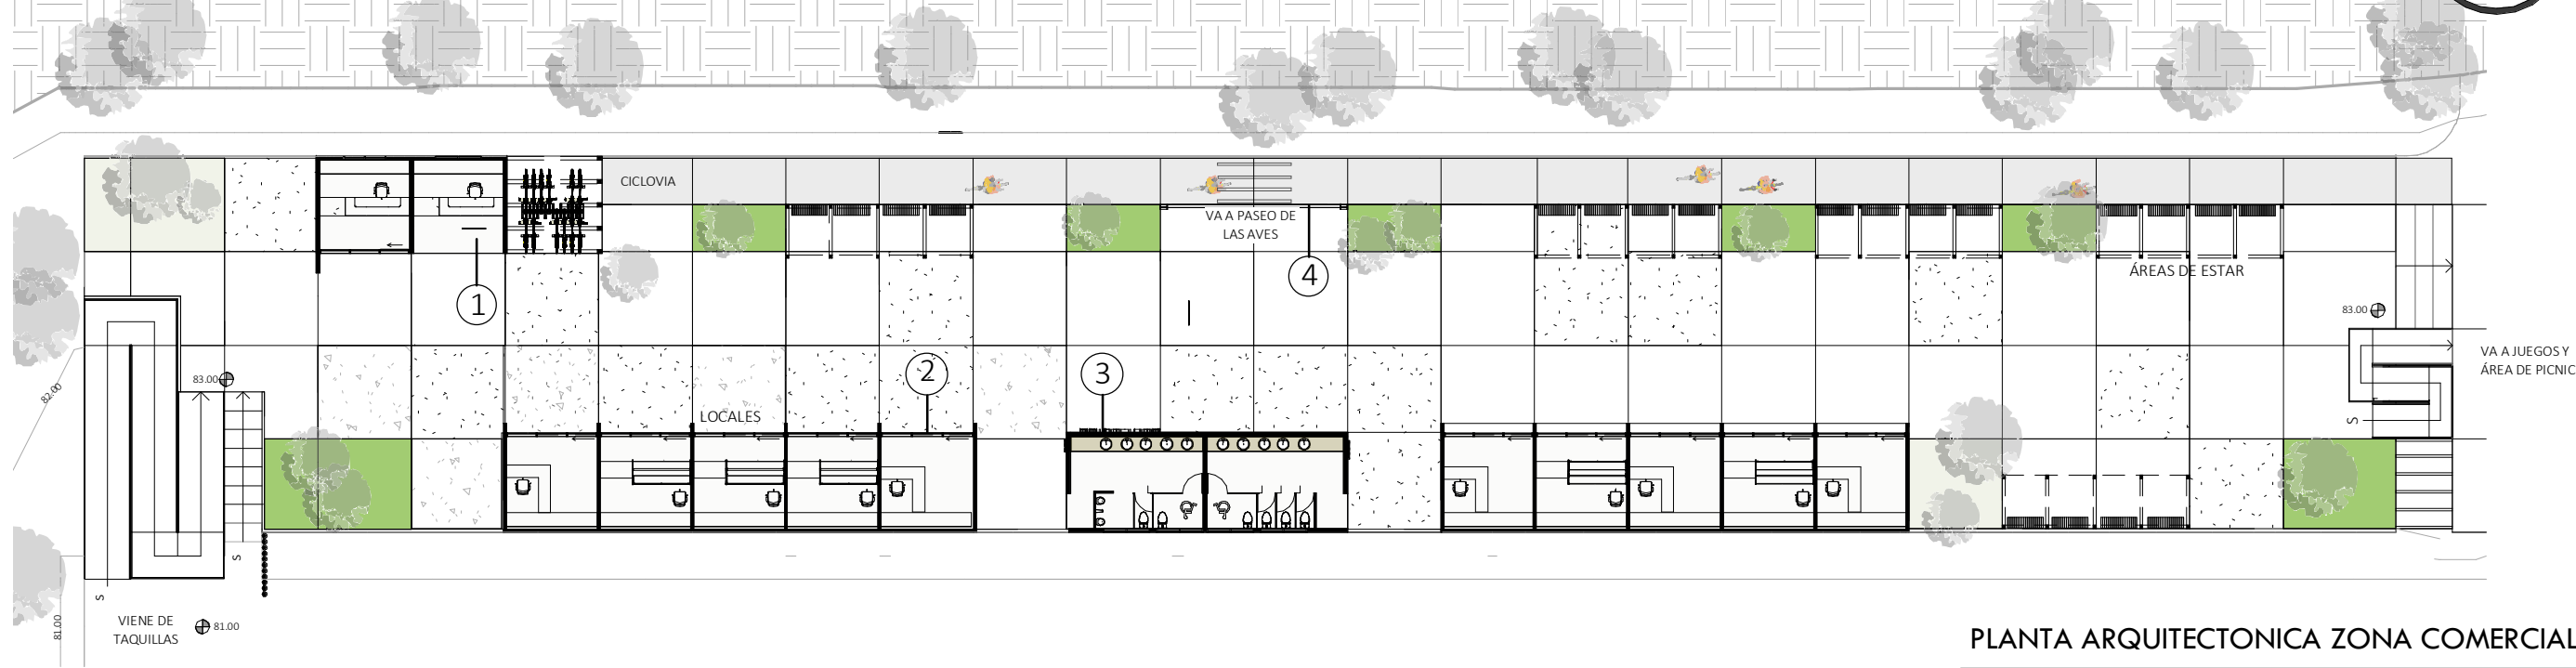 CICLOVIA
VA A PASEO DE
LAS AVES
4
1
ÁREAS DE ESTAR
83.00
VA A JUEGOS Y
ÁREA DE PICNIC
2
3
83.00
82.00
LOCALES
S
S
S
VIENE DE
TAQUILLAS
81.00
81.00
PLANTA ARQUITECTONICA ZONA COMERCIAL